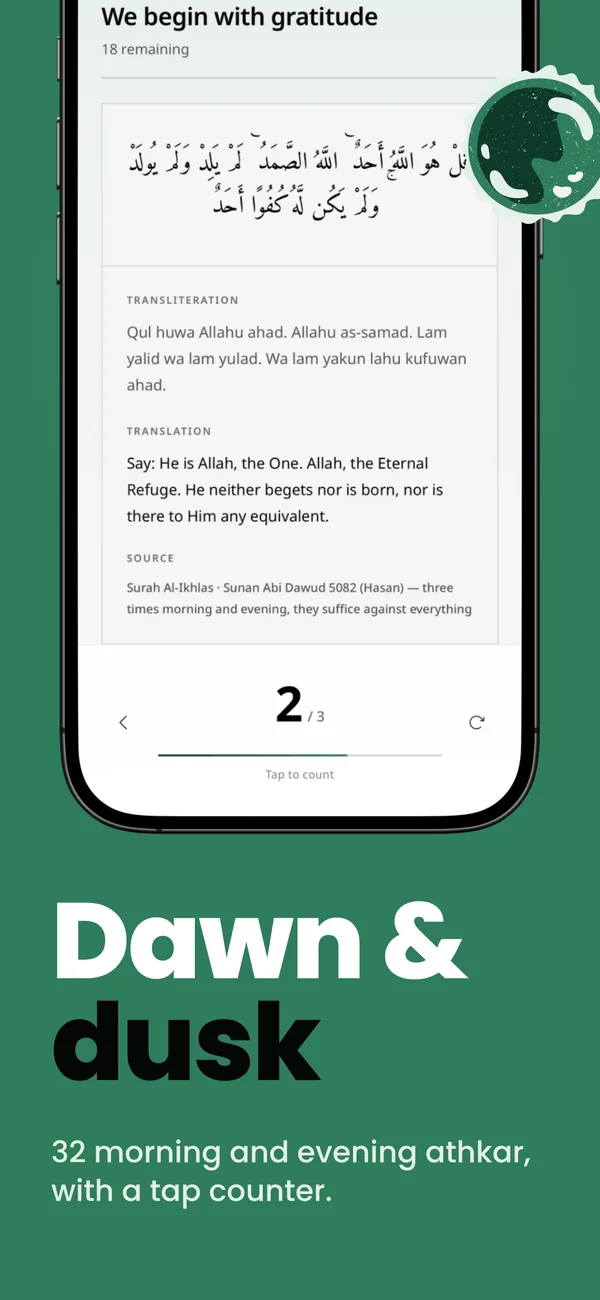 We begin with gratitude
18 remaining
قُلْ هُوَ اللَّهُ أَحَدٌ ۝ اللَّهُ الصَّمَدُ ۝ لَمْ يَلِدْ وَلَمْ يُولَدْ
وَلَمْ يَكُن لَّهُ كُفُوًا أَحَدٌ
TRANSLITERATION
Qul huwa Allahu ahad. Allahu as-samad. Lam
yalid wa lam yulad. Wa lam yakun lahu kufuwan
ahad.
TRANSLATION
Say: He is Allah, the One. Allah, the Eternal
Refuge. He neither begets nor is born, nor is
there to Him any equivalent.
SOURCE
Surah Al-Ikhlas · Sunan Abi Dawud 5082 (Hasan) — three
times morning and evening, they suffice against everything
2 / 3
Tap to count
Dawn &
dusk
32 morning and evening athkar,
with a tap counter.